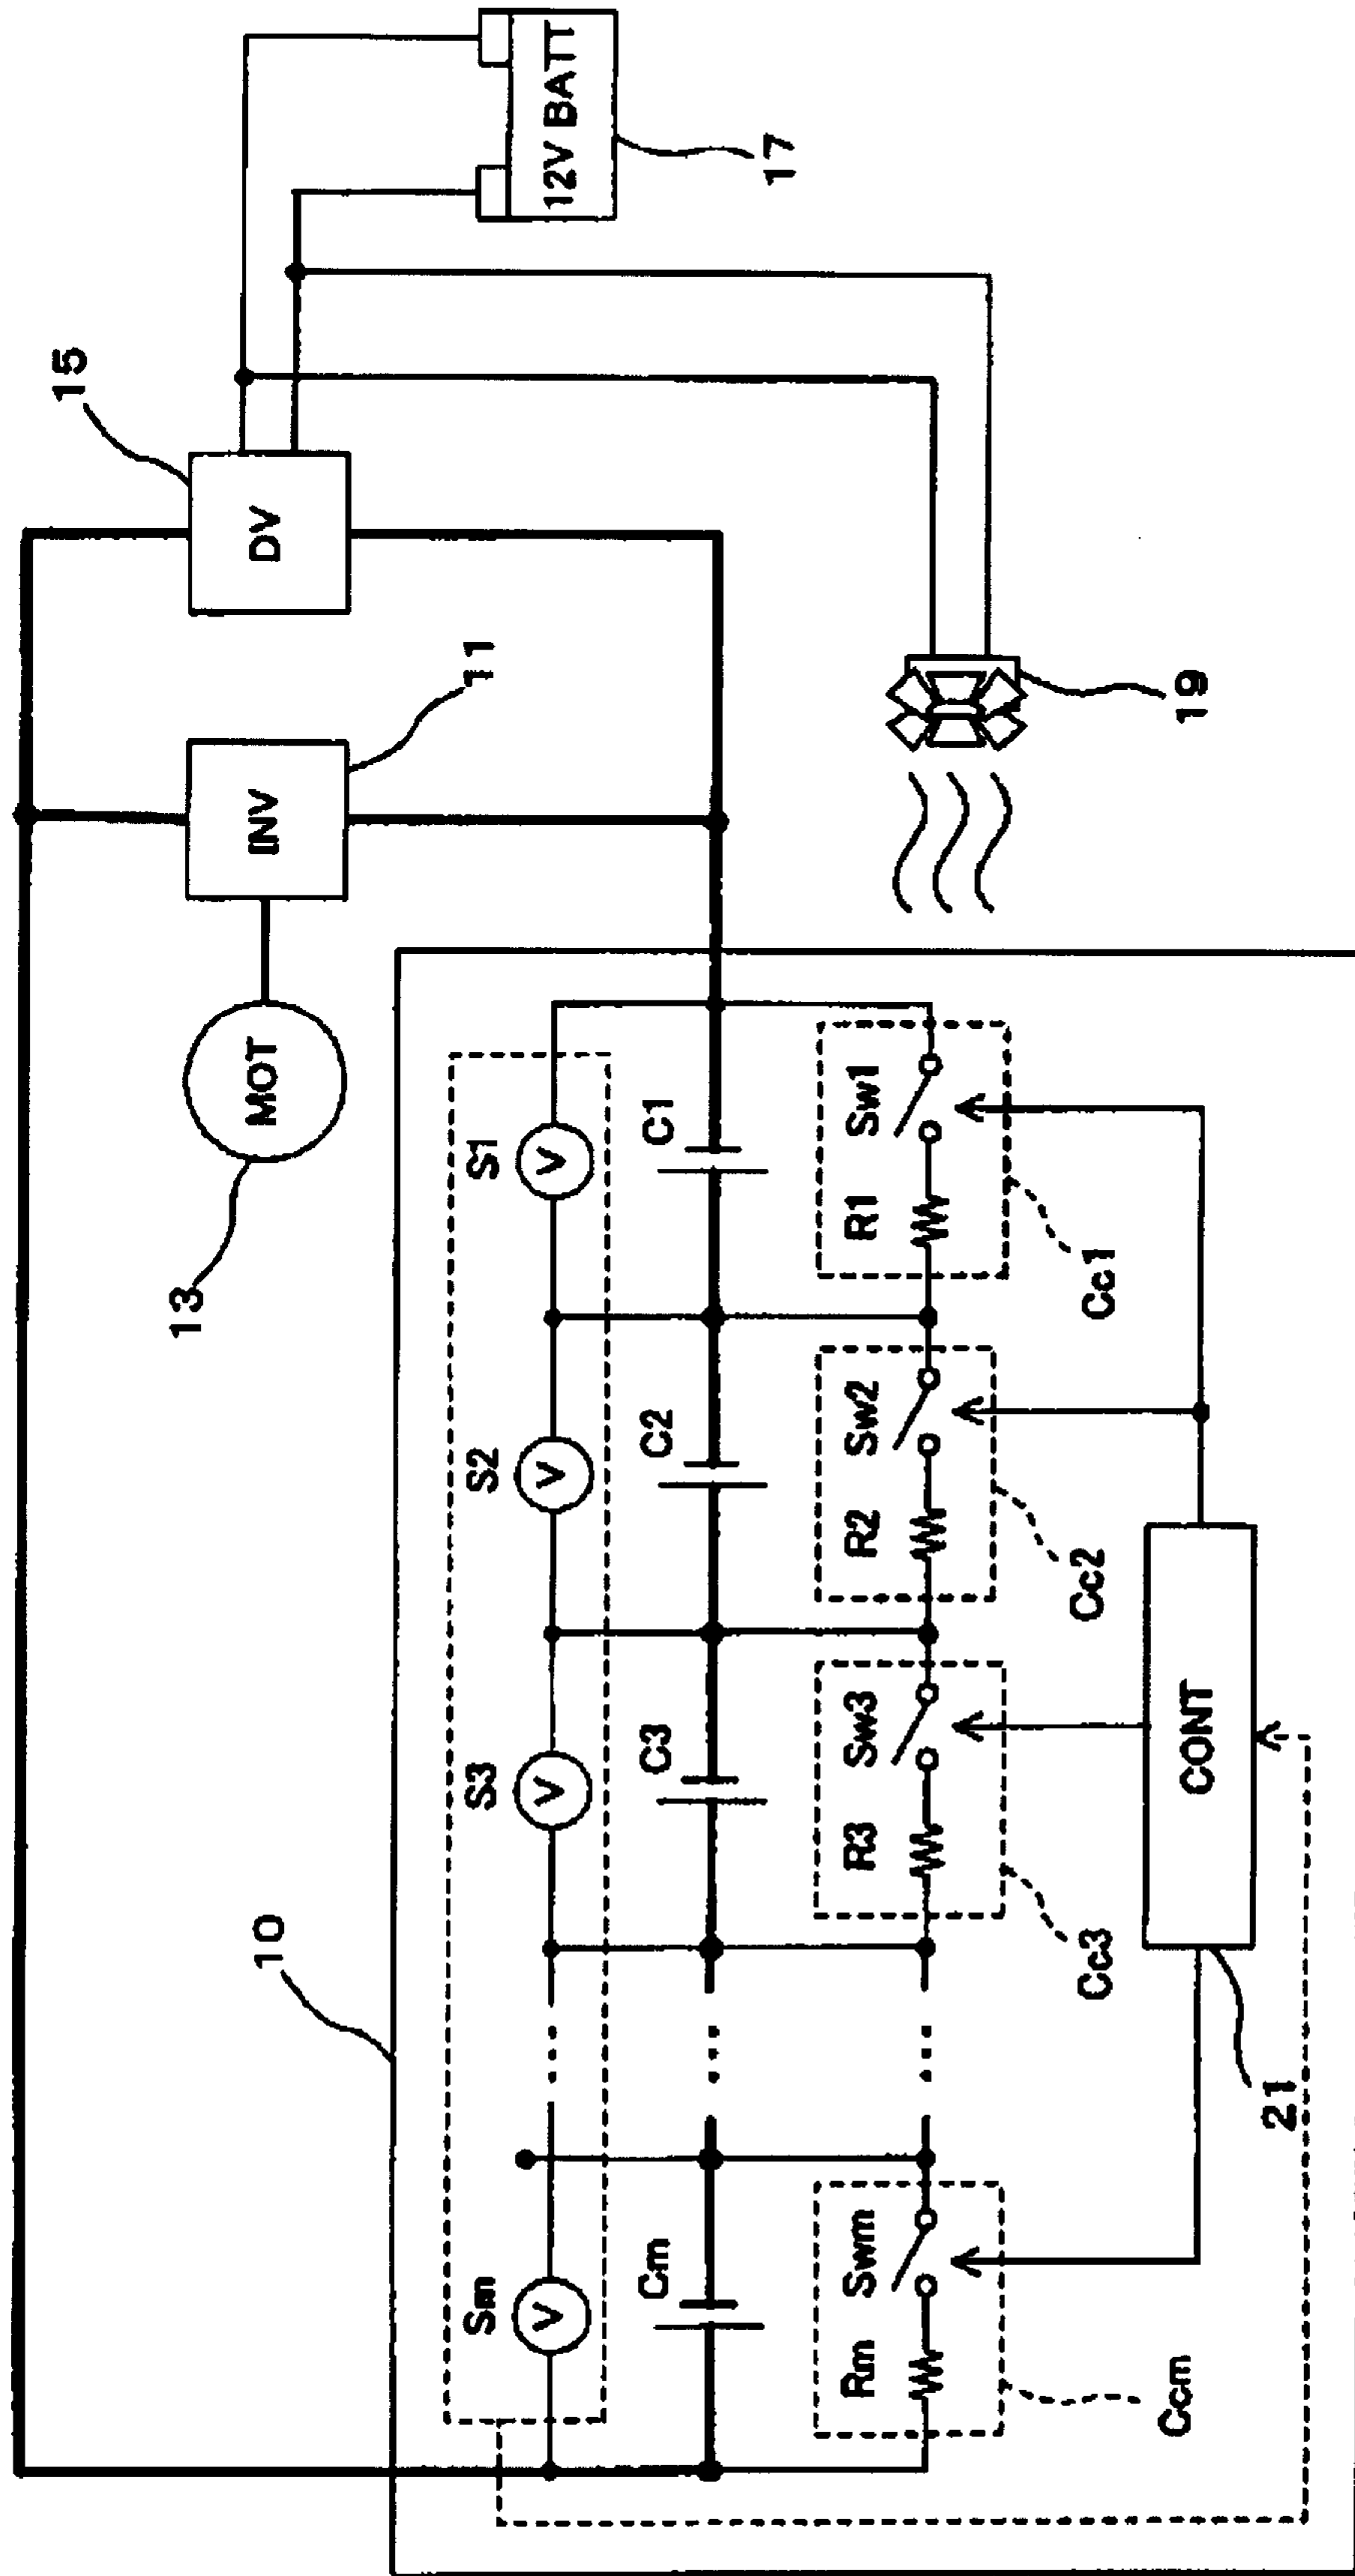 15
13
MOT
INV
DV
10
11
Sm
S3
S2
S1
V
V
V
V
12V BATT
Cm
C3
C2
C1
17
Rm Swm
R3 Sw3
R2 Sw2
R1 Sw1
Ccm
Cc3
Cc2
Cc1
19
CONT
21